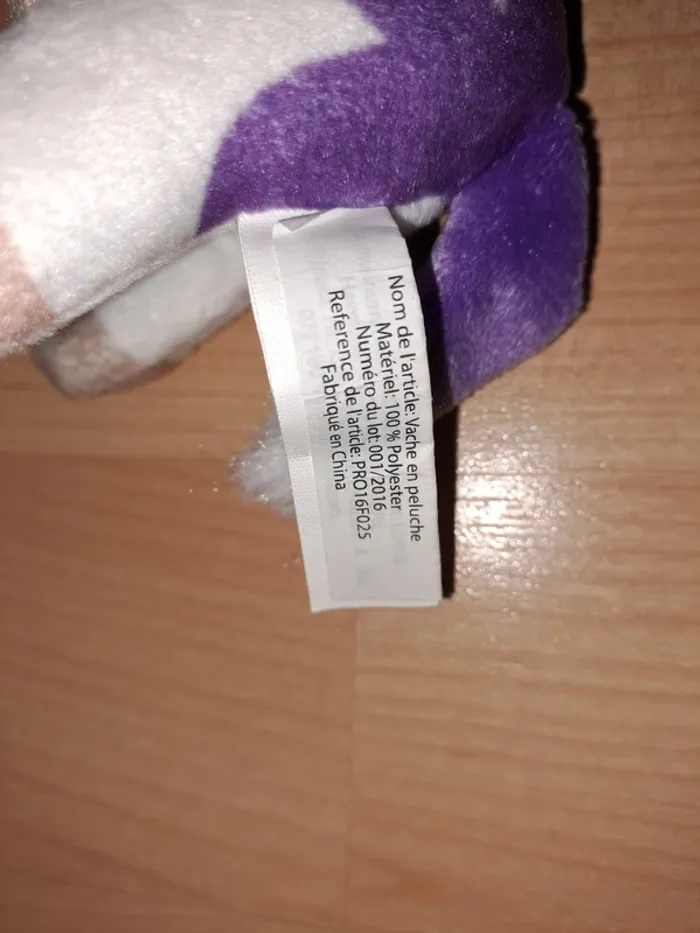 Nom de l'article: Vache en peluche
Matériel: 100 % Polyester
Numéro du lot: 001/2016
Reference de l'article: PRO16F025
Fabriqué en China